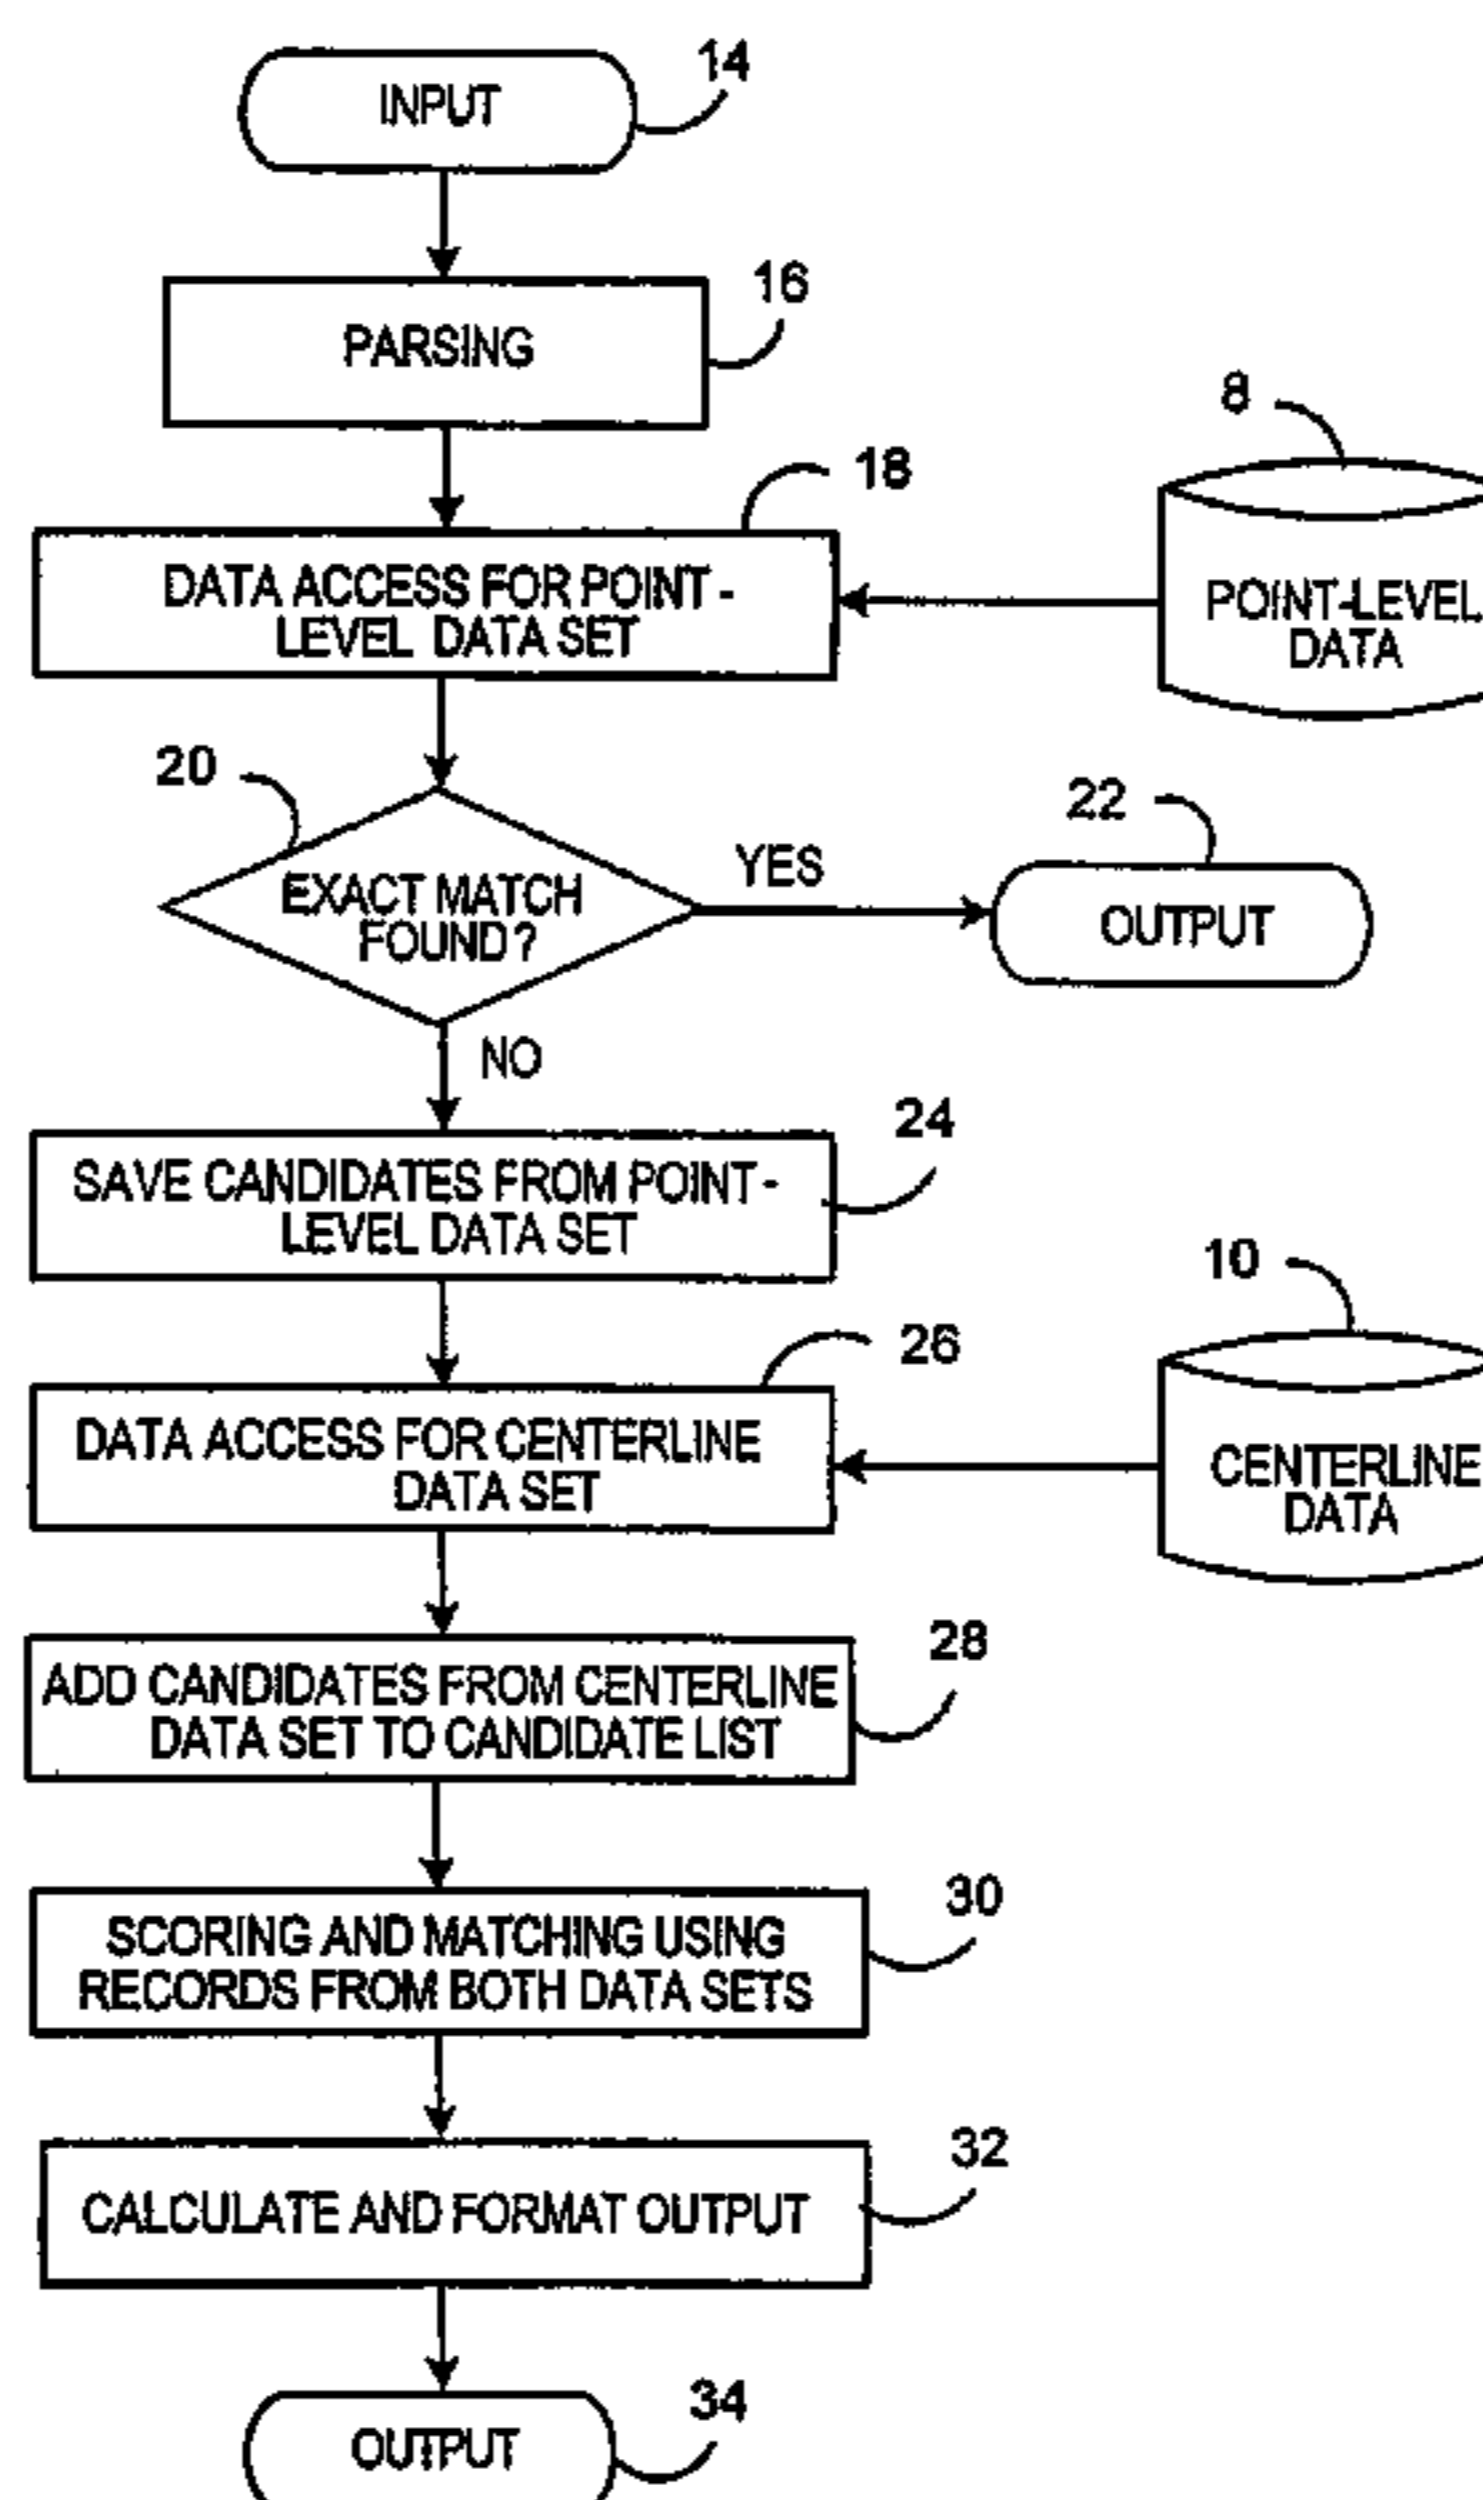 14
INPUT
16
PARSING
8
18
DATA ACCESS FOR POINT-
LEVEL DATA SET
POINT-LEVEL
DATA
20
22
YES
EXACT MATCH
FOUND?
OUTPUT
NO
24
SAVE CANDIDATES FROM POINT-
LEVEL DATA SET
10
26
DATA ACCESS FOR CENTERLINE
DATA SET
CENTERLINE
DATA
28
ADD CANDIDATES FROM CENTERLINE
DATA SET TO CANDIDATE LIST
30
SCORING AND MATCHING USING
RECORDS FROM BOTH DATA SETS
32
CALCULATE AND FORMAT OUTPUT
34
OUTPUT